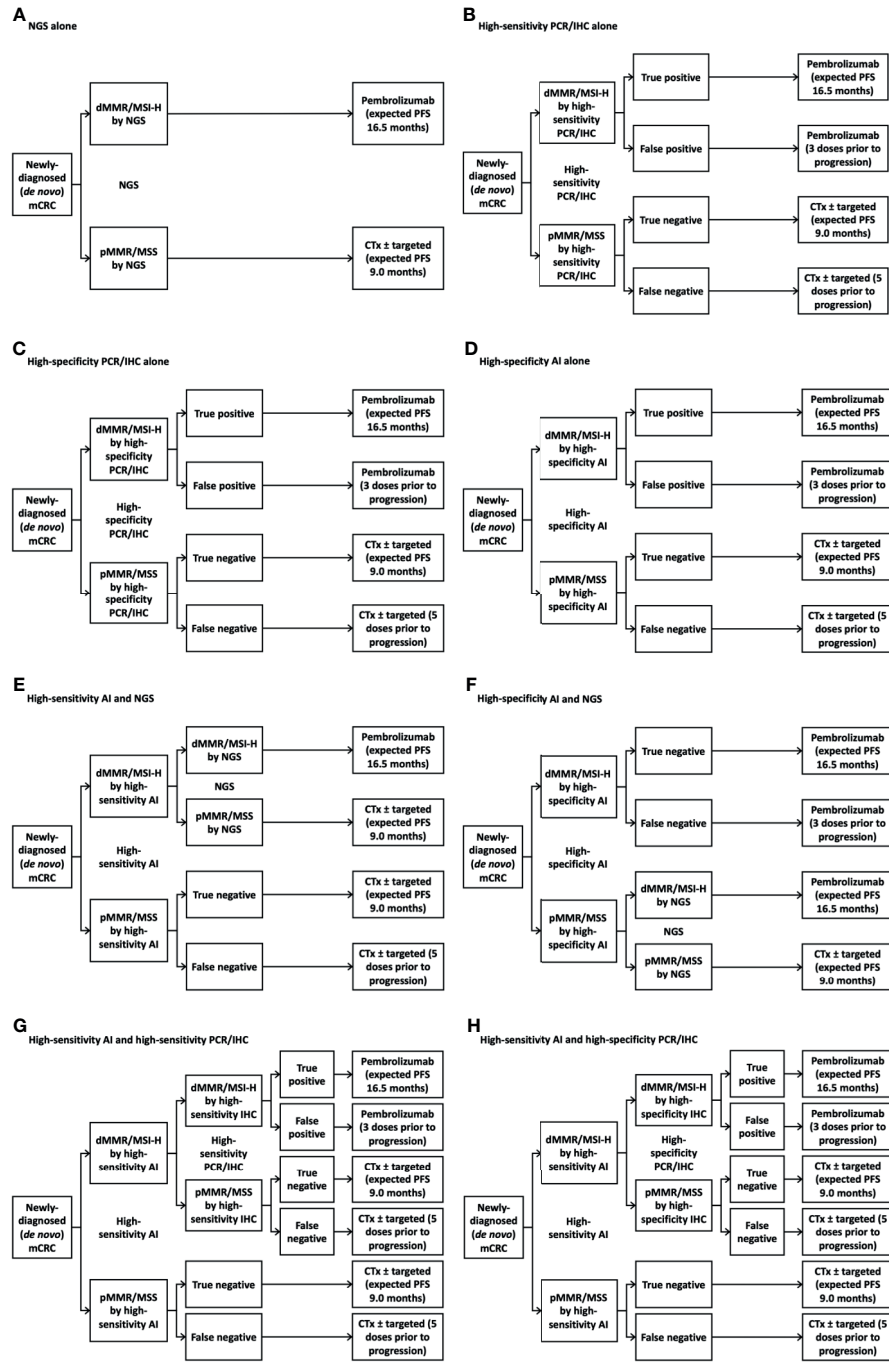 A
NGS alone
Newly-
diagnosed
(de novo)
mCRC
dMMR/MSI-H
by NGS
NGS
pMMR/MSS
by NGS
Pembrolizumab
(expected PFS
16.5 months)
CTx ± targeted
(expected PFS
9.0 months)
B
High-sensitivity PCR/IHC alone
Newly-
diagnosed
(de novo)
mCRC
dMMR/MSI-H
by high-
sensitivity
PCR/IHC
High-
sensitivity
PCR/IHC
pMMR/MSS
by high-
sensitivity
PCR/IHC
True positive
False positive
True negative
False negative
Pembrolizumab
(expected PFS
16.5 months)
Pembrolizumab
(3 doses prior to
progression)
CTx ± targeted
(expected PFS
9.0 months)
CTx ± targeted (5
doses prior to
progression)
C
High-specificity PCR/IHC alone
Newly-
diagnosed
(de novo)
mCRC
dMMR/MSI-H
by high-
specificity
PCR/IHC
High-
specificity
PCR/IHC
pMMR/MSS
by high-
specificity
PCR/IHC
True positive
False positive
True negative
False negative
Pembrolizumab
(expected PFS
16.5 months)
Pembrolizumab
(3 doses prior to
progression)
CTx ± targeted
(expected PFS
9.0 months)
CTx ± targeted (5
doses prior to
progression)
D
High-specificity AI alone
Newly-
diagnosed
(de novo)
mCRC
dMMR/MSI-H
by high-
specificity AI
High-
specificity AI
pMMR/MSS
by high-
specificity AI
True positive
False positive
True negative
False negative
Pembrolizumab
(expected PFS
16.5 months)
Pembrolizumab
(3 doses prior to
progression)
CTx ± targeted
(expected PFS
9.0 months)
CTx ± targeted (5
doses prior to
progression)
E
High-sensitivity AI and NGS
Newly-
diagnosed
(de novo)
mCRC
dMMR/MSI-H
by high-
sensitivity AI
High-
sensitivity AI
pMMR/MSS
by high-
sensitivity AI
dMMR/MSI-H
by NGS
NGS
pMMR/MSS
by NGS
True negative
False negative
Pembrolizumab
(expected PFS
16.5 months)
CTx ± targeted
(expected PFS
9.0 months)
CTx ± targeted
(expected PFS
9.0 months)
CTx ± targeted (5
doses prior to
progression)
F
High-specificity AI and NGS
Newly-
diagnosed
(de novo)
mCRC
dMMR/MSI-H
by high-
specificity AI
High-
specificity AI
pMMR/MSS
by high-
specificity AI
True negative
False negative
dMMR/MSI-H
by NGS
NGS
pMMR/MSS
by NGS
Pembrolizumab
(expected PFS
16.5 months)
Pembrolizumab
(3 doses prior to
progression)
Pembrolizumab
(expected PFS
16.5 months)
CTx ± targeted
(expected PFS
9.0 months)
G
High-sensitivity AI and high-sensitivity PCR/IHC
Newly-
diagnosed
(de novo)
mCRC
dMMR/MSI-H
by high-
sensitivity AI
High-
sensitivity AI
pMMR/MSS
by high-
sensitivity AI
dMMR/MSI-H
by high-
sensitivity IHC
High-
sensitivity
PCR/IHC
pMMR/MSS
by high-
sensitivity IHC
True
positive
False
positive
True
negative
False
negative
True negative
False negative
Pembrolizumab
(expected PFS
16.5 months)
Pembrolizumab
(3 doses prior to
progression)
CTx ± targeted
(expected PFS
9.0 months)
CTx ± targeted (5
doses prior to
progression)
CTx ± targeted
(expected PFS
9.0 months)
CTx ± targeted (5
doses prior to
progression)
H
High-sensitivity AI and high-specificity PCR/IHC
Newly-
diagnosed
(de novo)
mCRC
dMMR/MSI-H
by high-
sensitivity AI
High-
sensitivity AI
pMMR/MSS
by high-
sensitivity AI
dMMR/MSI-H
by high-
specificity IHC
High-
specificity
PCR/IHC
pMMR/MSS
by high-
specificity IHC
True
positive
False
positive
True
negative
False
negative
True negative
False negative
Pembrolizumab
(expected PFS
16.5 months)
Pembrolizumab
(3 doses prior to
progression)
CTx ± targeted
(expected PFS
9.0 months)
CTx ± targeted (5
doses prior to
progression)
CTx ± targeted
(expected PFS
9.0 months)
CTx ± targeted (5
doses prior to
progression)